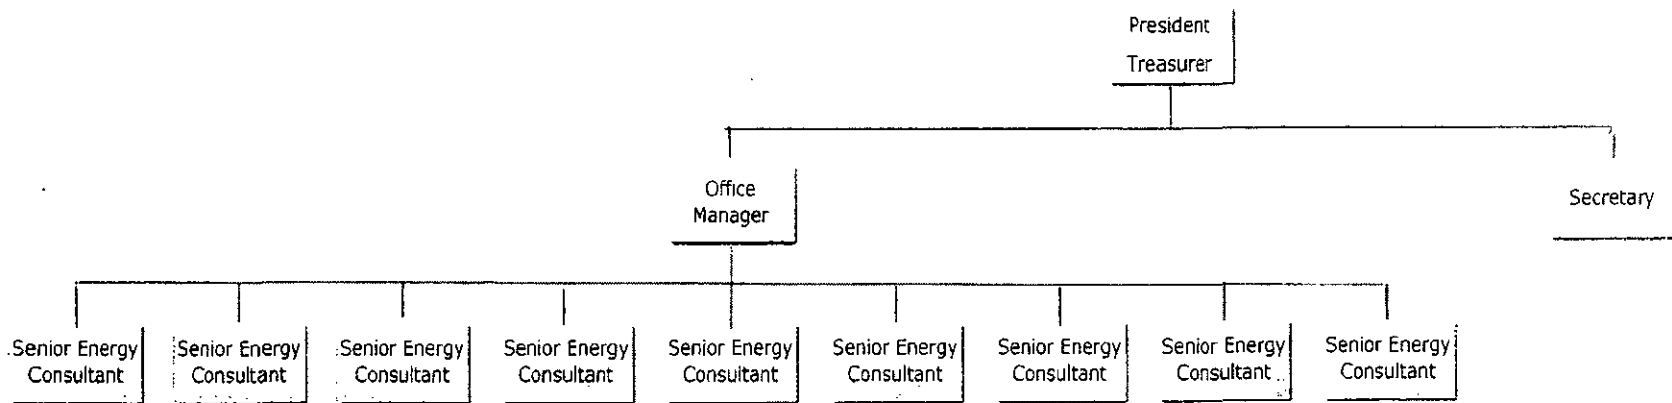 President
Treasurer
Office
Manager
Secretary
Senior Energy
Consultant
Senior Energy
Consultant
Senior Energy
Consultant
Senior Energy
Consultant
Senior Energy
Consultant
Senior Energy
Consultant
Senior Energy
Consultant
Senior Energy
Consultant
Senior Energy
Consultant